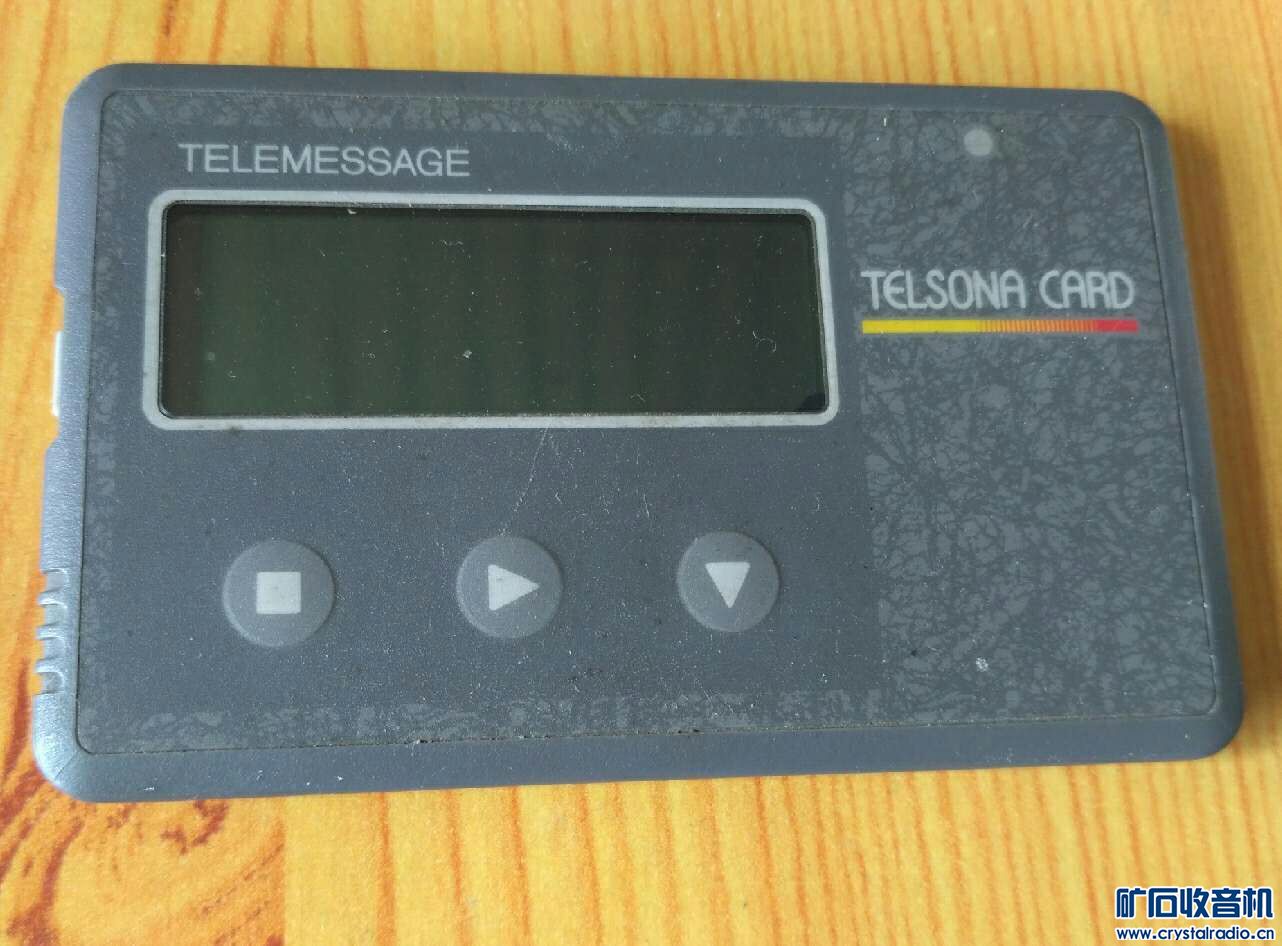 TELEMESSAGE
TELSONA CARD
矿石收音机
www.crystalradio.cn